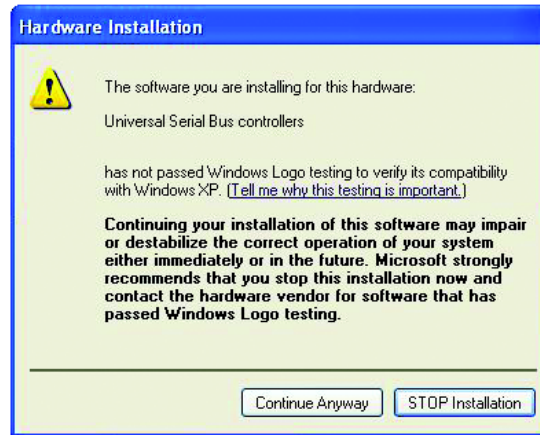 Hardware Installation
The software you are installing for this hardware:
Universal Serial Bus controllers
has not passed Windows Logo testing to verify its compatibility
with Windows XP. (Tell me why this testing is important.)
Continuing your installation of this software may impair
or destabilize the correct operation of your system
either immediately or in the future. Microsoft strongly
recommends that you stop this installation now and
contact the hardware vendor for software that has
passed Windows Logo testing.
Continue Anyway
STOP Installation